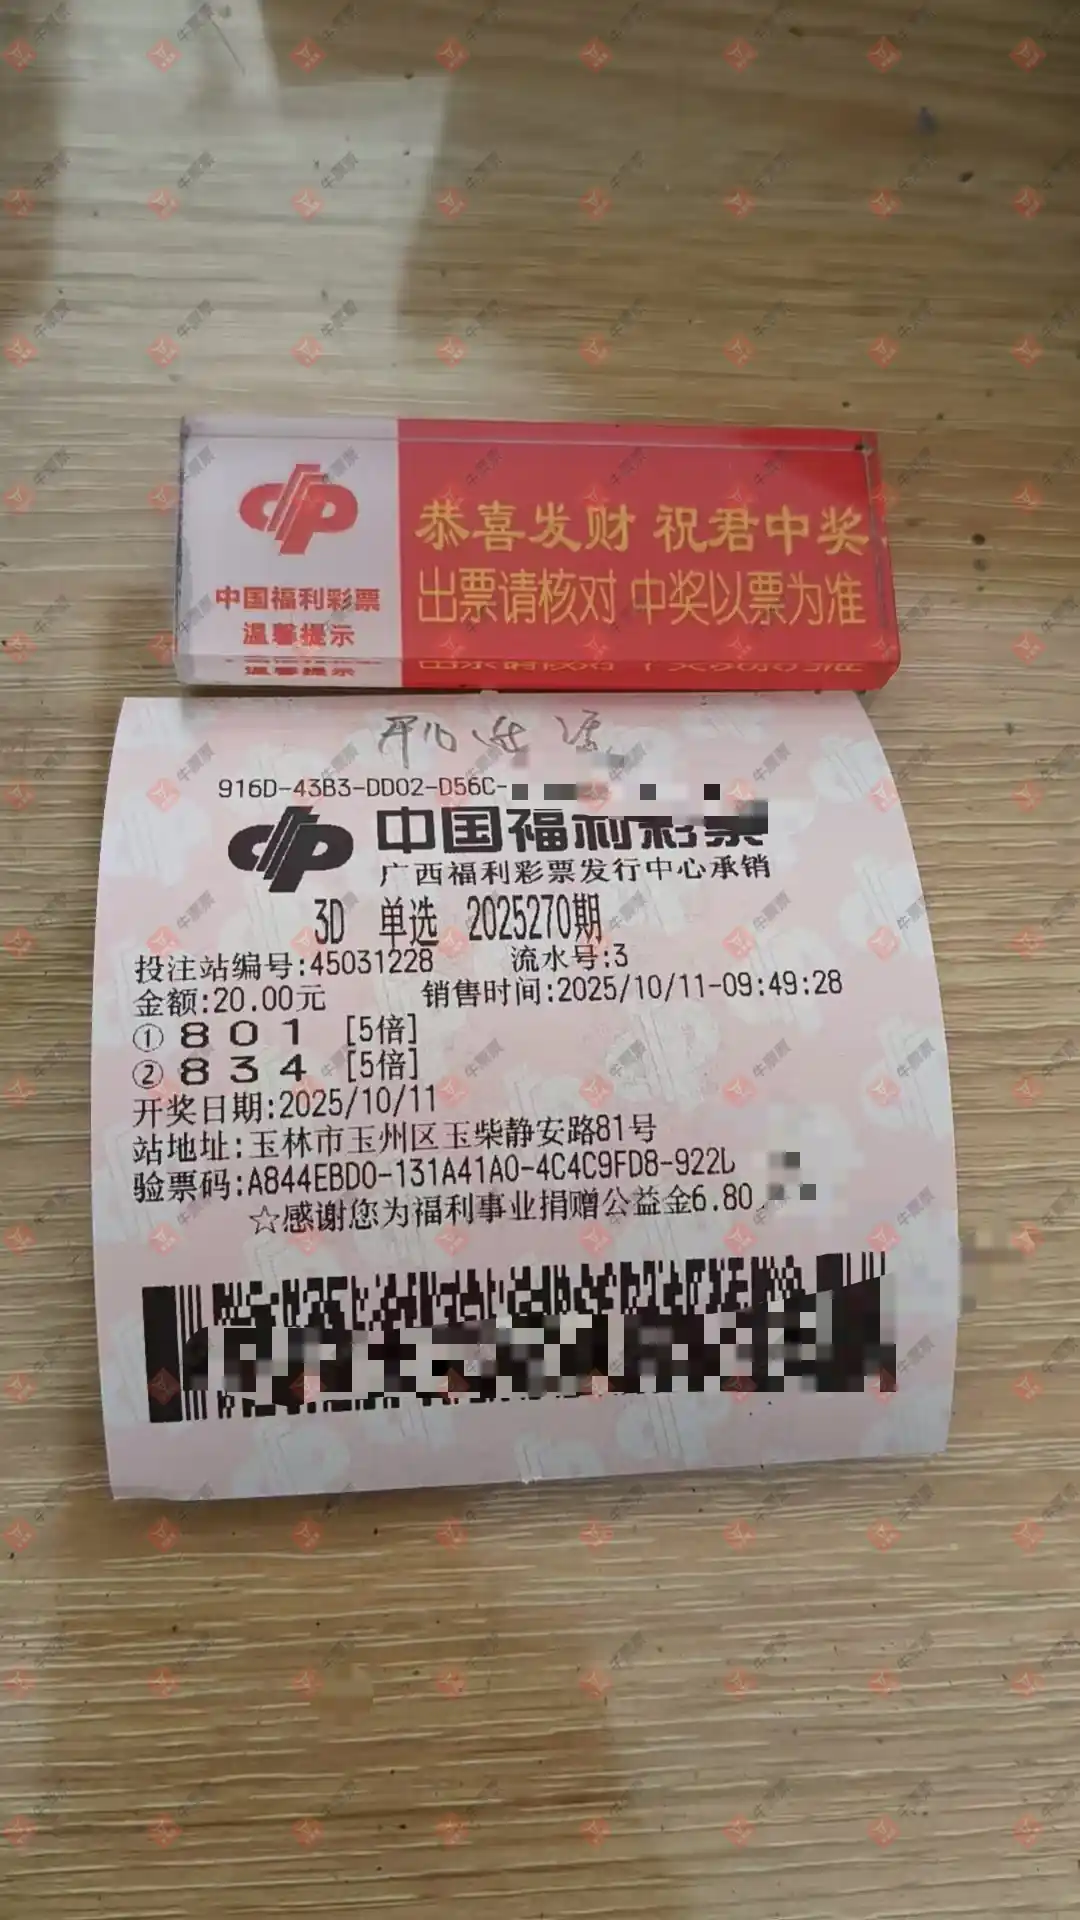 中国福利彩票
温馨提示
恭喜发财 祝君中奖
出票请核对 中奖以票为准
916D-43B3-DD02-D56C-
中国福利彩票
广西福利彩票发行中心承销
3D 单选 2025270期
投注站编号:45031228 流水号:3
金额:20.00元 销售时间:2025/10/11-09:49:28
① 8 0 1 [5倍]
② 8 3 4 [5倍]
开奖日期:2025/10/11
站地址:玉林市玉州区玉柴静安路81号
验票码:A844EBD0-131A41A0-4C4C9FD8-922
☆感谢您为福利事业捐赠公益金6.80
牛票票